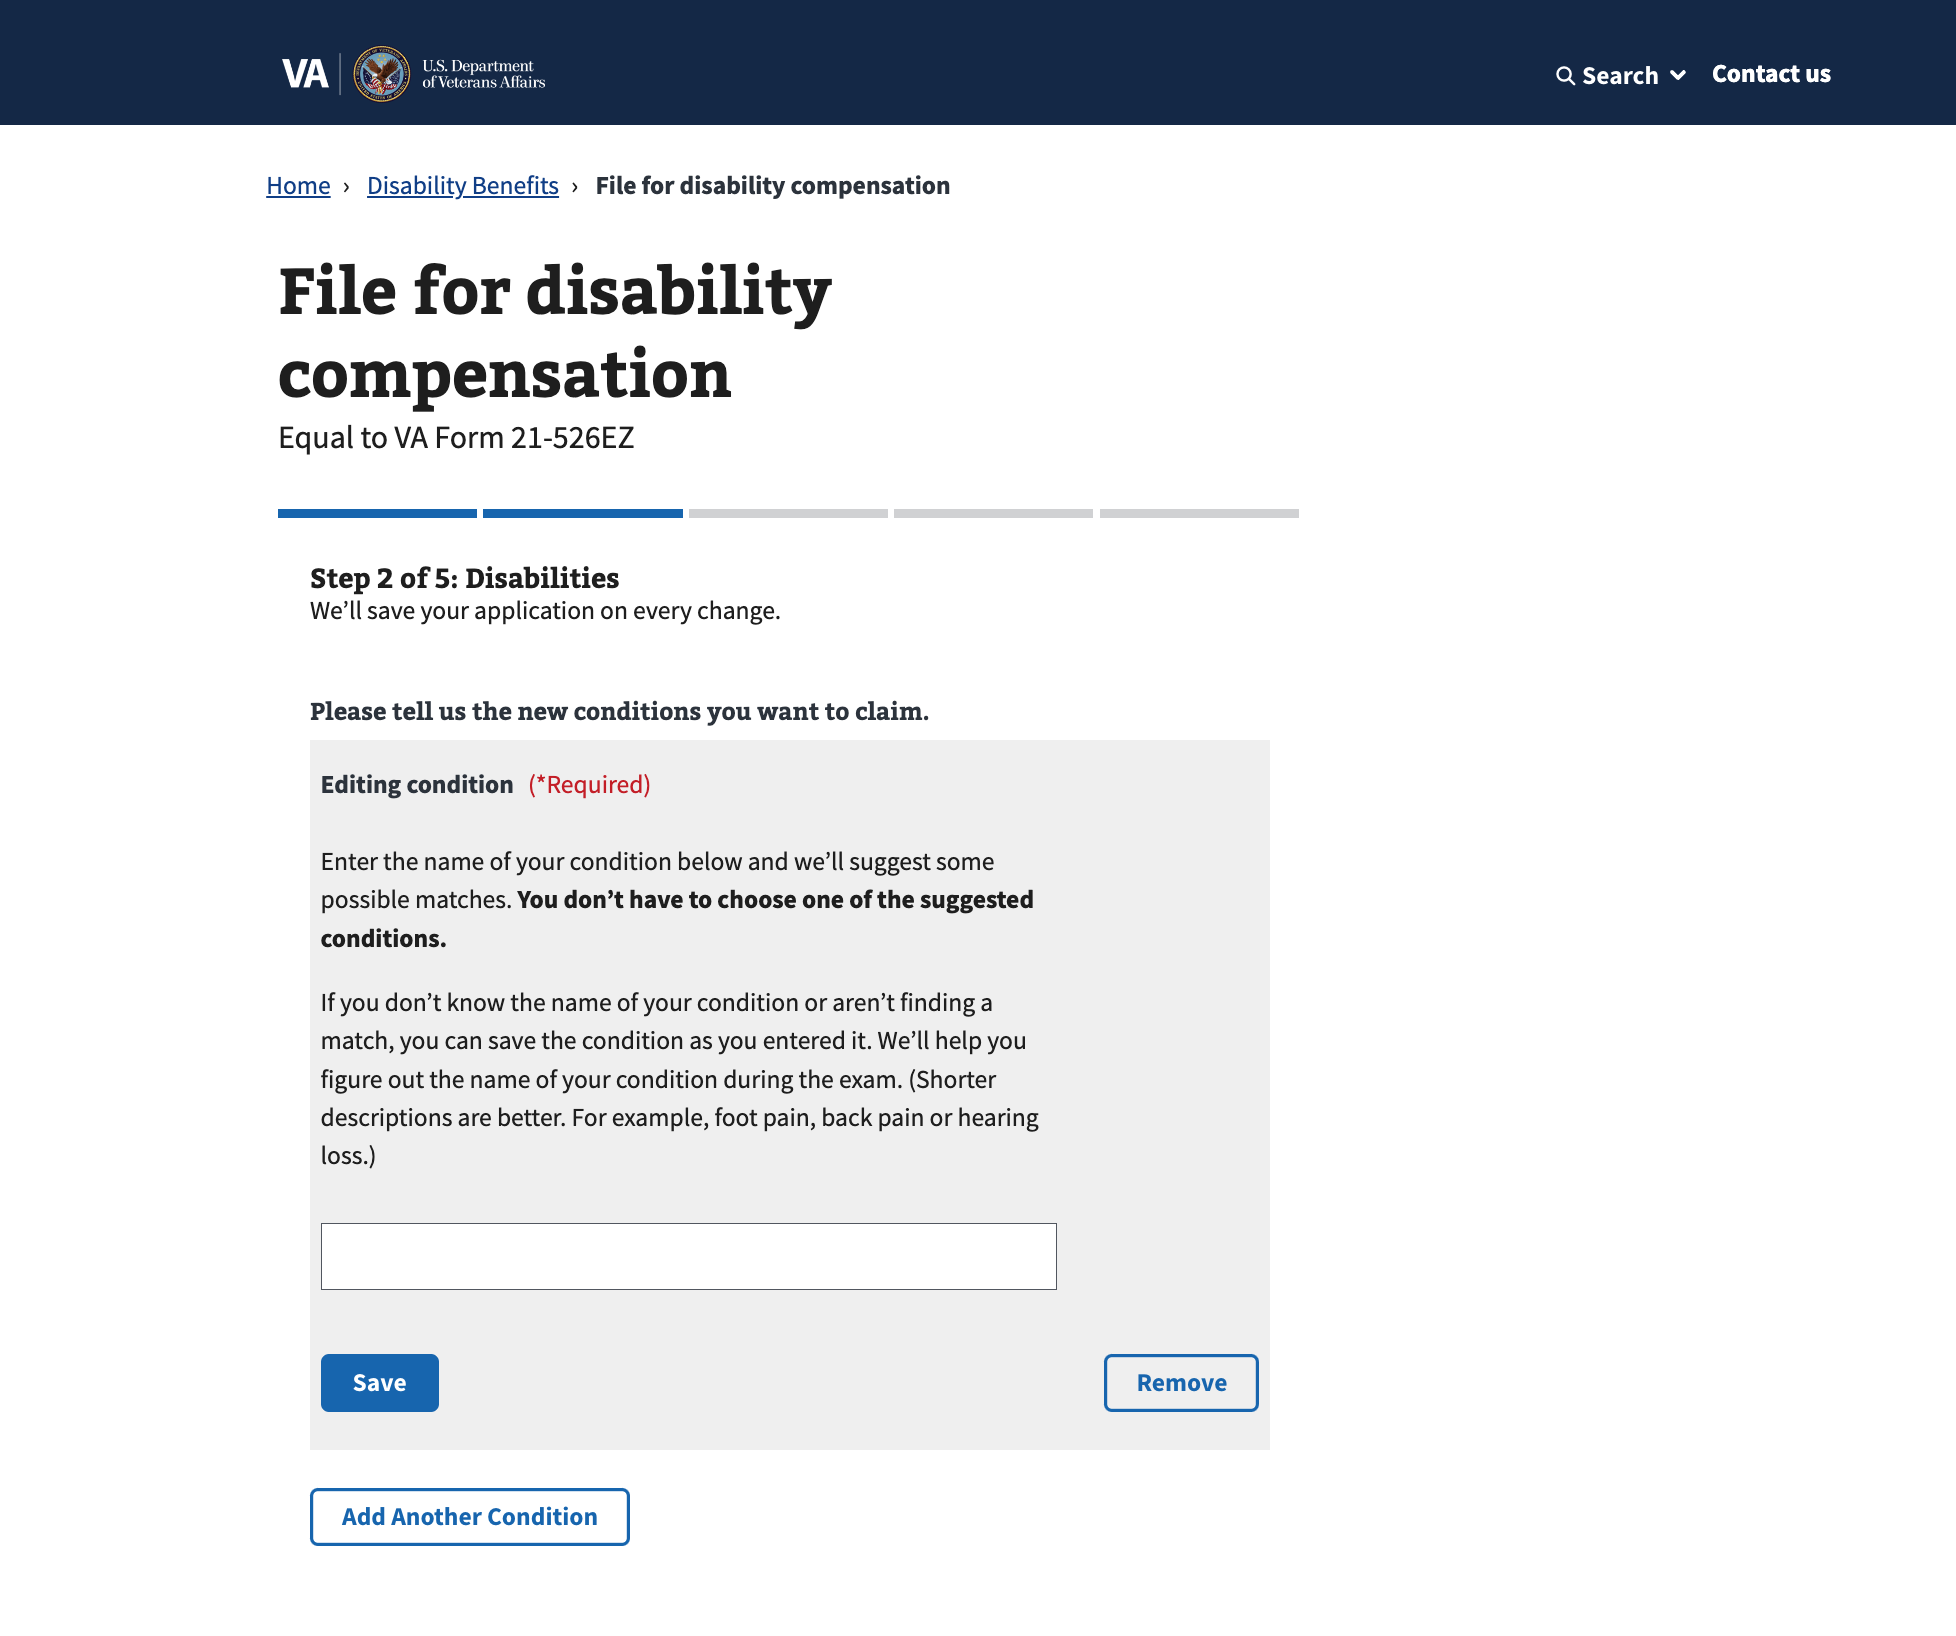 VA
U.S. Department
of Veterans Affairs
Search
Contact us
Home › Disability Benefits › File for disability compensation
File for disability
compensation
Equal to VA Form 21-526EZ
Step 2 of 5: Disabilities
We’ll save your application on every change.
Please tell us the new conditions you want to claim.
Editing condition (*Required)
Enter the name of your condition below and we’ll suggest some
possible matches. You don’t have to choose one of the suggested
conditions.
If you don’t know the name of your condition or aren’t finding a
match, you can save the condition as you entered it. We’ll help you
figure out the name of your condition during the exam. (Shorter
descriptions are better. For example, foot pain, back pain or hearing
loss.)
Save
Remove
Add Another Condition